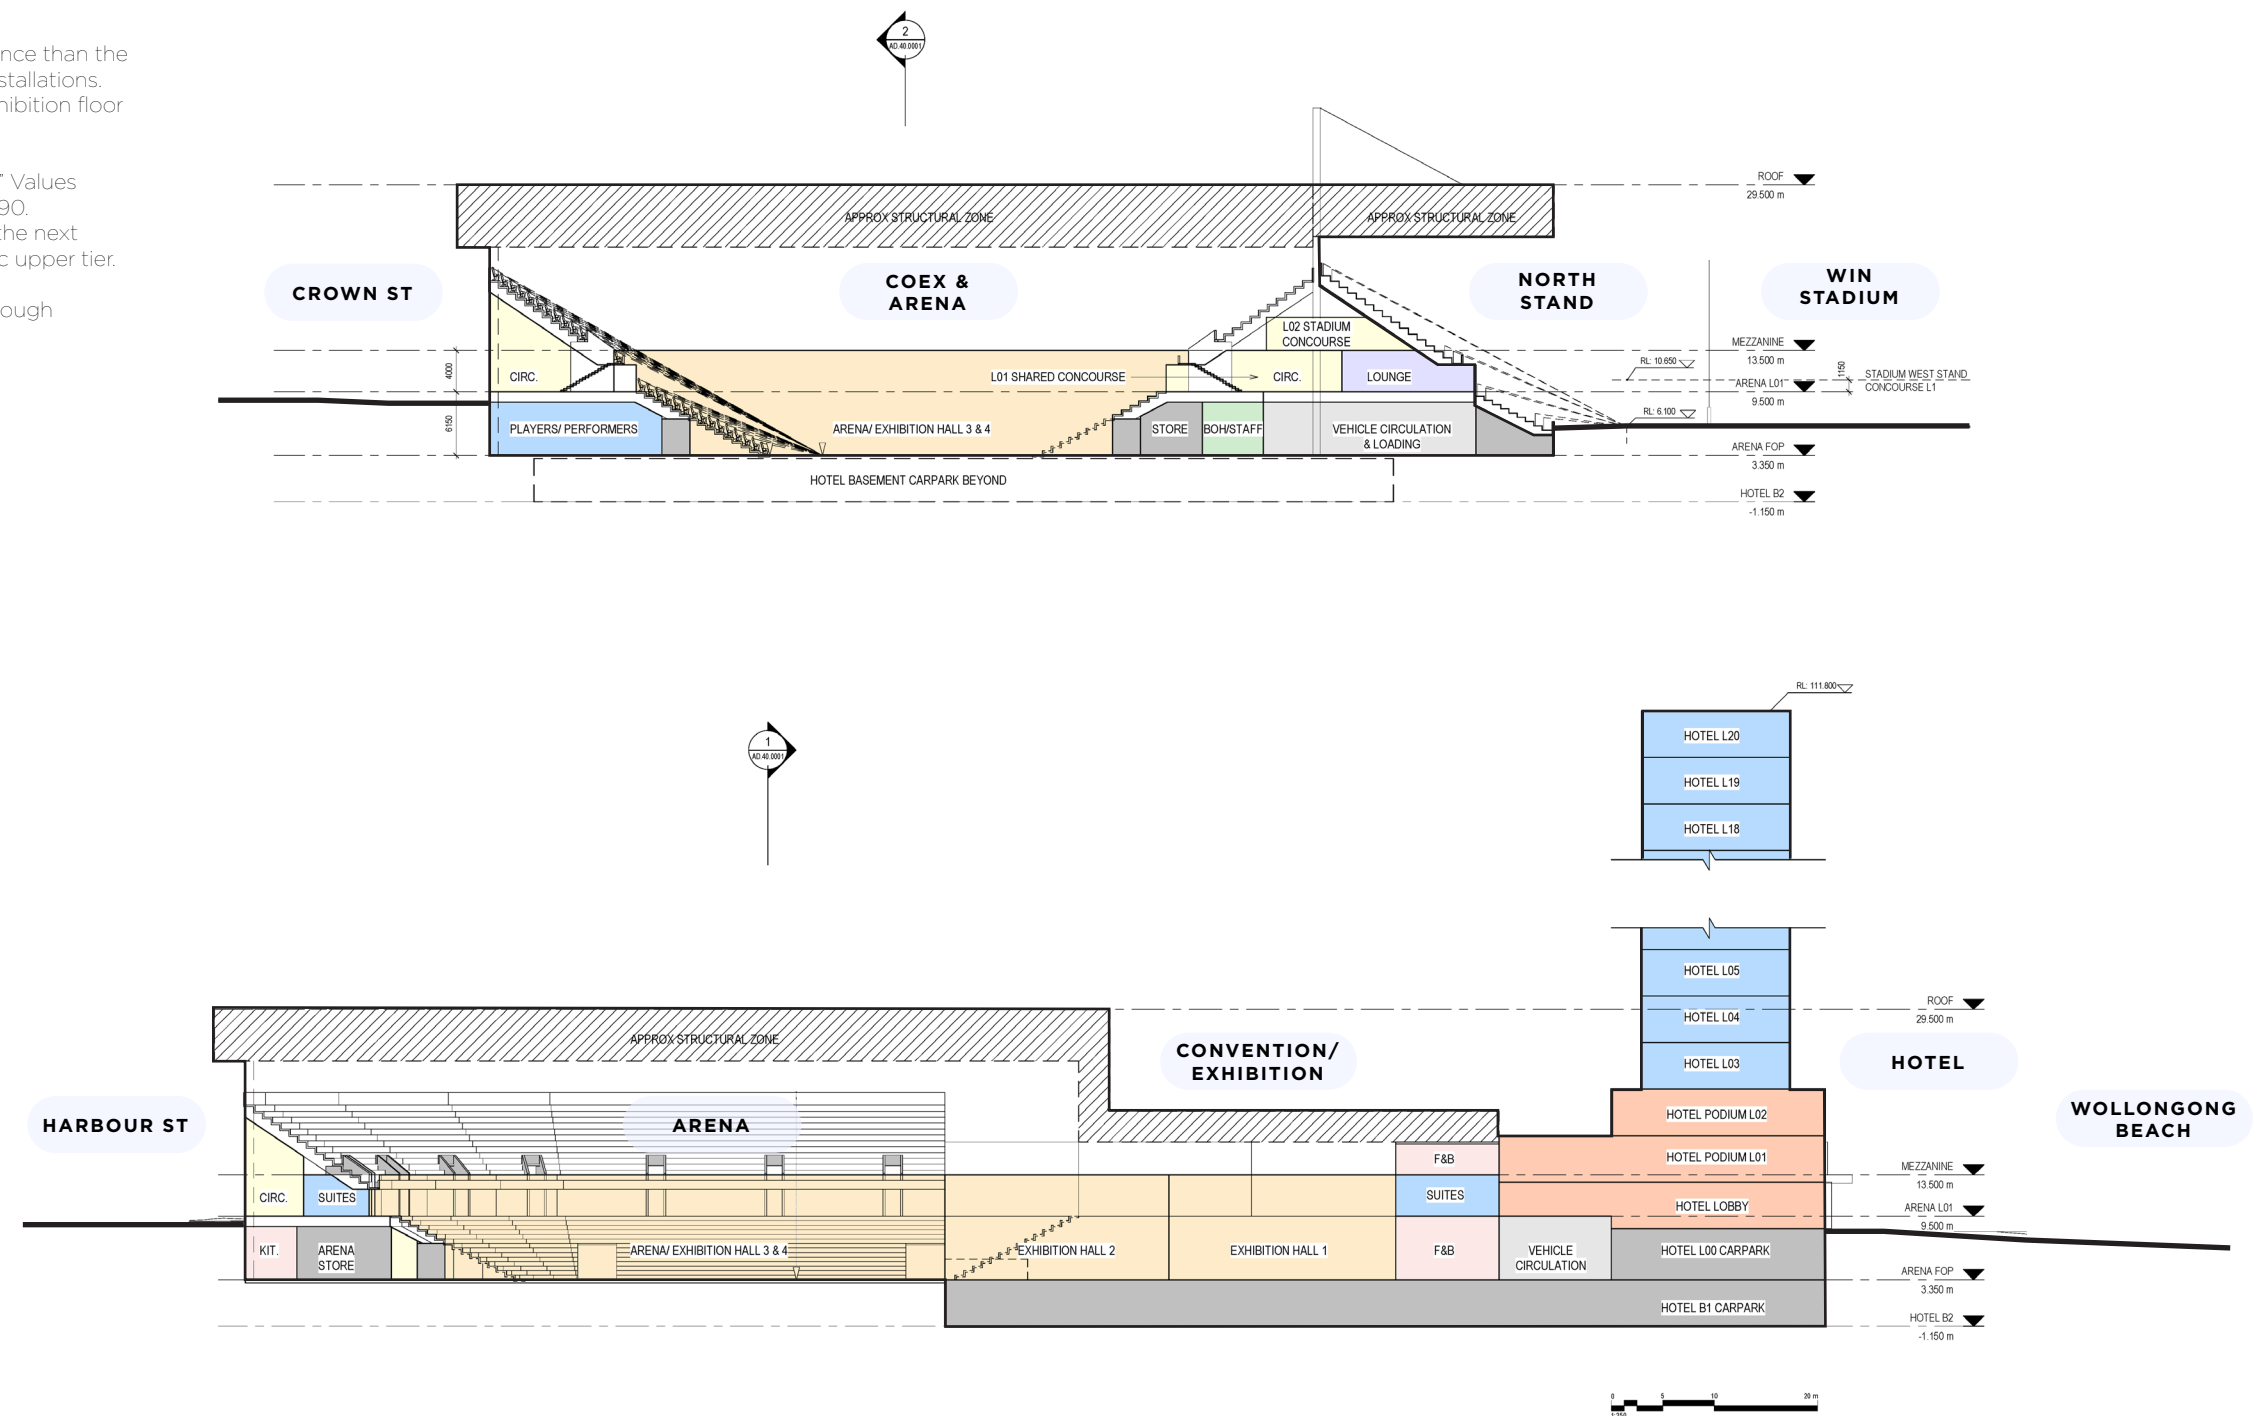 nce than the
stallations.
hibition floor
" Values
90.
the next
c upper tier.
ough
2
AD.40.0001
ROOF
29.500 m
APPROX STRUCTURAL ZONE
APPROX STRUCTURAL ZONE
CROWN ST
COEX &
ARENA
NORTH
STAND
WIN
STADIUM
L02 STADIUM
CONCOURSE
MEZZANINE
13.500 m
RL: 10.650
1150
STADIUM WEST STAND
CONCOURSE L1
4000
CIRC.
L01 SHARED CONCOURSE
CIRC.
LOUNGE
ARENA L01
9.500 m
RL: 6.100
6150
PLAYERS/ PERFORMERS
ARENA/ EXHIBITION HALL 3 & 4
STORE
BOH/STAFF
VEHICLE CIRCULATION
& LOADING
ARENA FOP
3.350 m
HOTEL BASEMENT CARPARK BEYOND
HOTEL B2
-1.150 m
RL: 111.800
1
AD.40.0001
HOTEL L20
HOTEL L19
HOTEL L18
HOTEL L05
HOTEL L04
HOTEL L03
ROOF
29.500 m
APPROX STRUCTURAL ZONE
CONVENTION/
EXHIBITION
HOTEL
HARBOUR ST
ARENA
WOLLONGONG
BEACH
HOTEL PODIUM L02
HOTEL PODIUM L01
F&B
MEZZANINE
13.500 m
CIRC.
SUITES
SUITES
HOTEL LOBBY
ARENA L01
9.500 m
KIT.
ARENA
STORE
ARENA/ EXHIBITION HALL 3 & 4
EXHIBITION HALL 2
EXHIBITION HALL 1
F&B
VEHICLE
CIRCULATION
HOTEL L00 CARPARK
ARENA FOP
3.350 m
HOTEL B1 CARPARK
HOTEL B2
-1.150 m
0 5 10 20 m
1:350